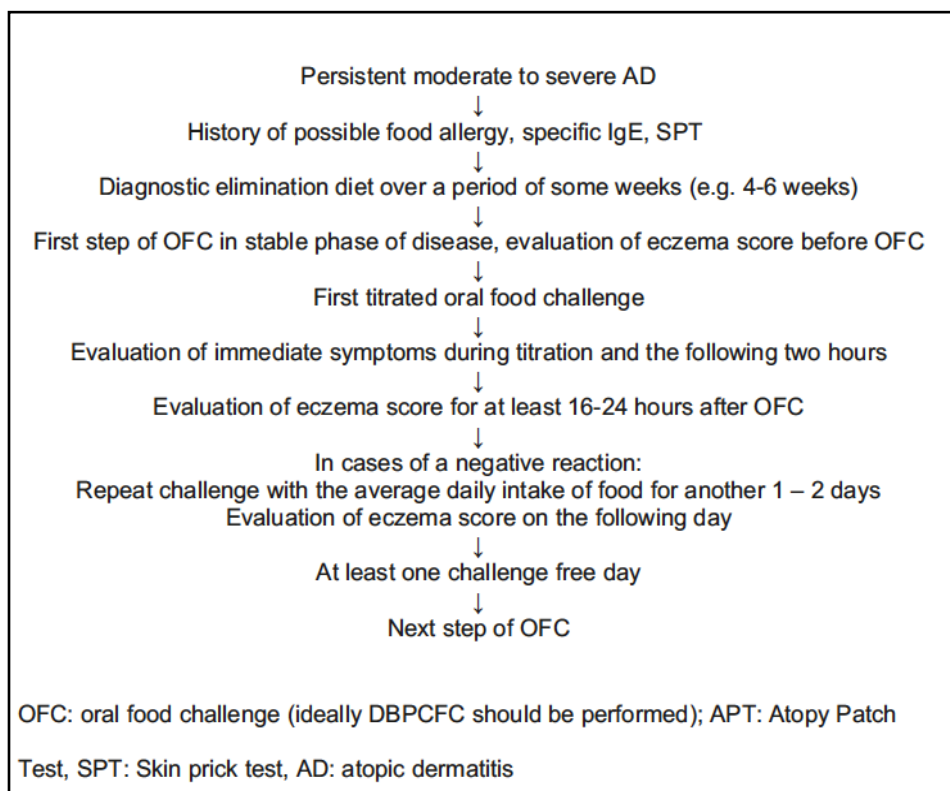 Persistent moderate to severe AD
↓
History of possible food allergy, specific IgE, SPT
↓
Diagnostic elimination diet over a period of some weeks (e.g. 4-6 weeks)
↓
First step of OFC in stable phase of disease, evaluation of eczema score before OFC
↓
First titrated oral food challenge
↓
Evaluation of immediate symptoms during titration and the following two hours
↓
Evaluation of eczema score for at least 16-24 hours after OFC
↓
In cases of a negative reaction:
Repeat challenge with the average daily intake of food for another 1 – 2 days
Evaluation of eczema score on the following day
↓
At least one challenge free day
↓
Next step of OFC
OFC: oral food challenge (ideally DBPCFC should be performed); APT: Atopy Patch
Test, SPT: Skin prick test, AD: atopic dermatitis